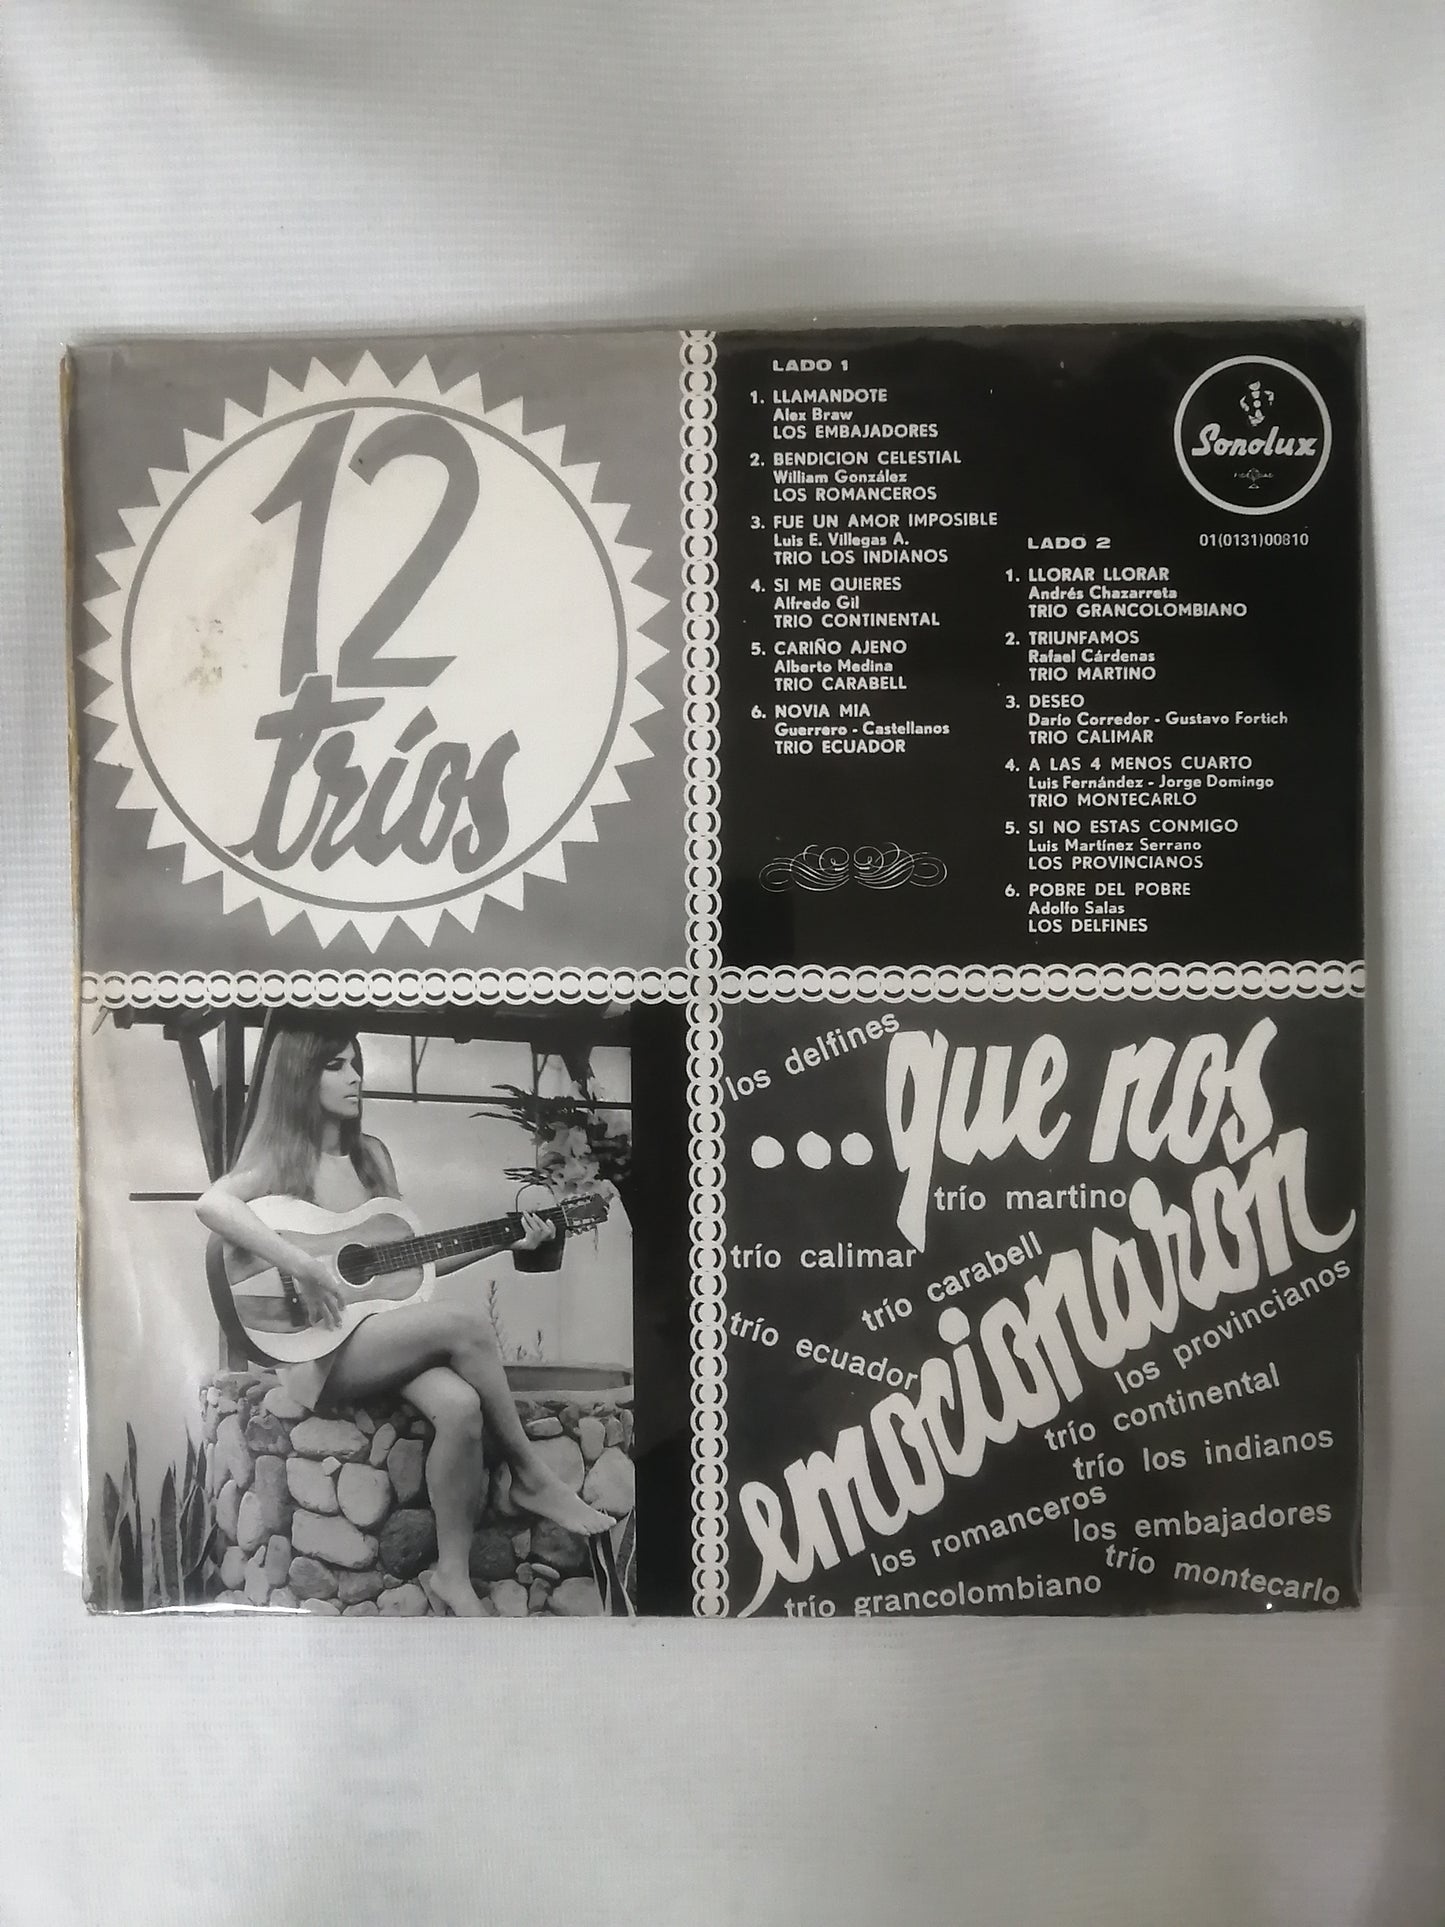 12
tríos
LADO 1
1. LLAMANDOTE
Alex Braw
LOS EMBAJADORES
2. BENDICION CELESTIAL
William González
LOS ROMANCEROS
3. FUE UN AMOR IMPOSIBLE
Luis E. Villegas A.
TRIO LOS INDIANOS
4. SI ME QUIERES
Alfredo Gil
TRIO CONTINENTAL
5. CARIÑO AJENO
Alberto Medina
TRIO CARABELL
6. NOVIA MIA
Guerrero - Castellanos
TRIO ECUADOR
Sonolux
01(0131)00810
LADO 2
1. LLORAR LLORAR
Andrés Chazarreta
TRIO GRANCOLOMBIANO
2. TRIUNFAMOS
Rafael Cárdenas
TRIO MARTINO
3. DESEO
Darío Corredor - Gustavo Fortich
TRIO CALIMAR
4. A LAS 4 MENOS CUARTO
Luis Fernández - Jorge Domingo
TRIO MONTECARLO
5. SI NO ESTAS CONMIGO
Luis Martínez Serrano
LOS PROVINCIANOS
6. POBRE DEL POBRE
Adolfo Salas
LOS DELFINES
los delfines
...que nos
emocionaron
trío martino
trío calimar
trío carabell
trío ecuador
los provincianos
trío continental
trío los indianos
los romanceros
los embajadores
trío montecarlo
trío grancolombiano